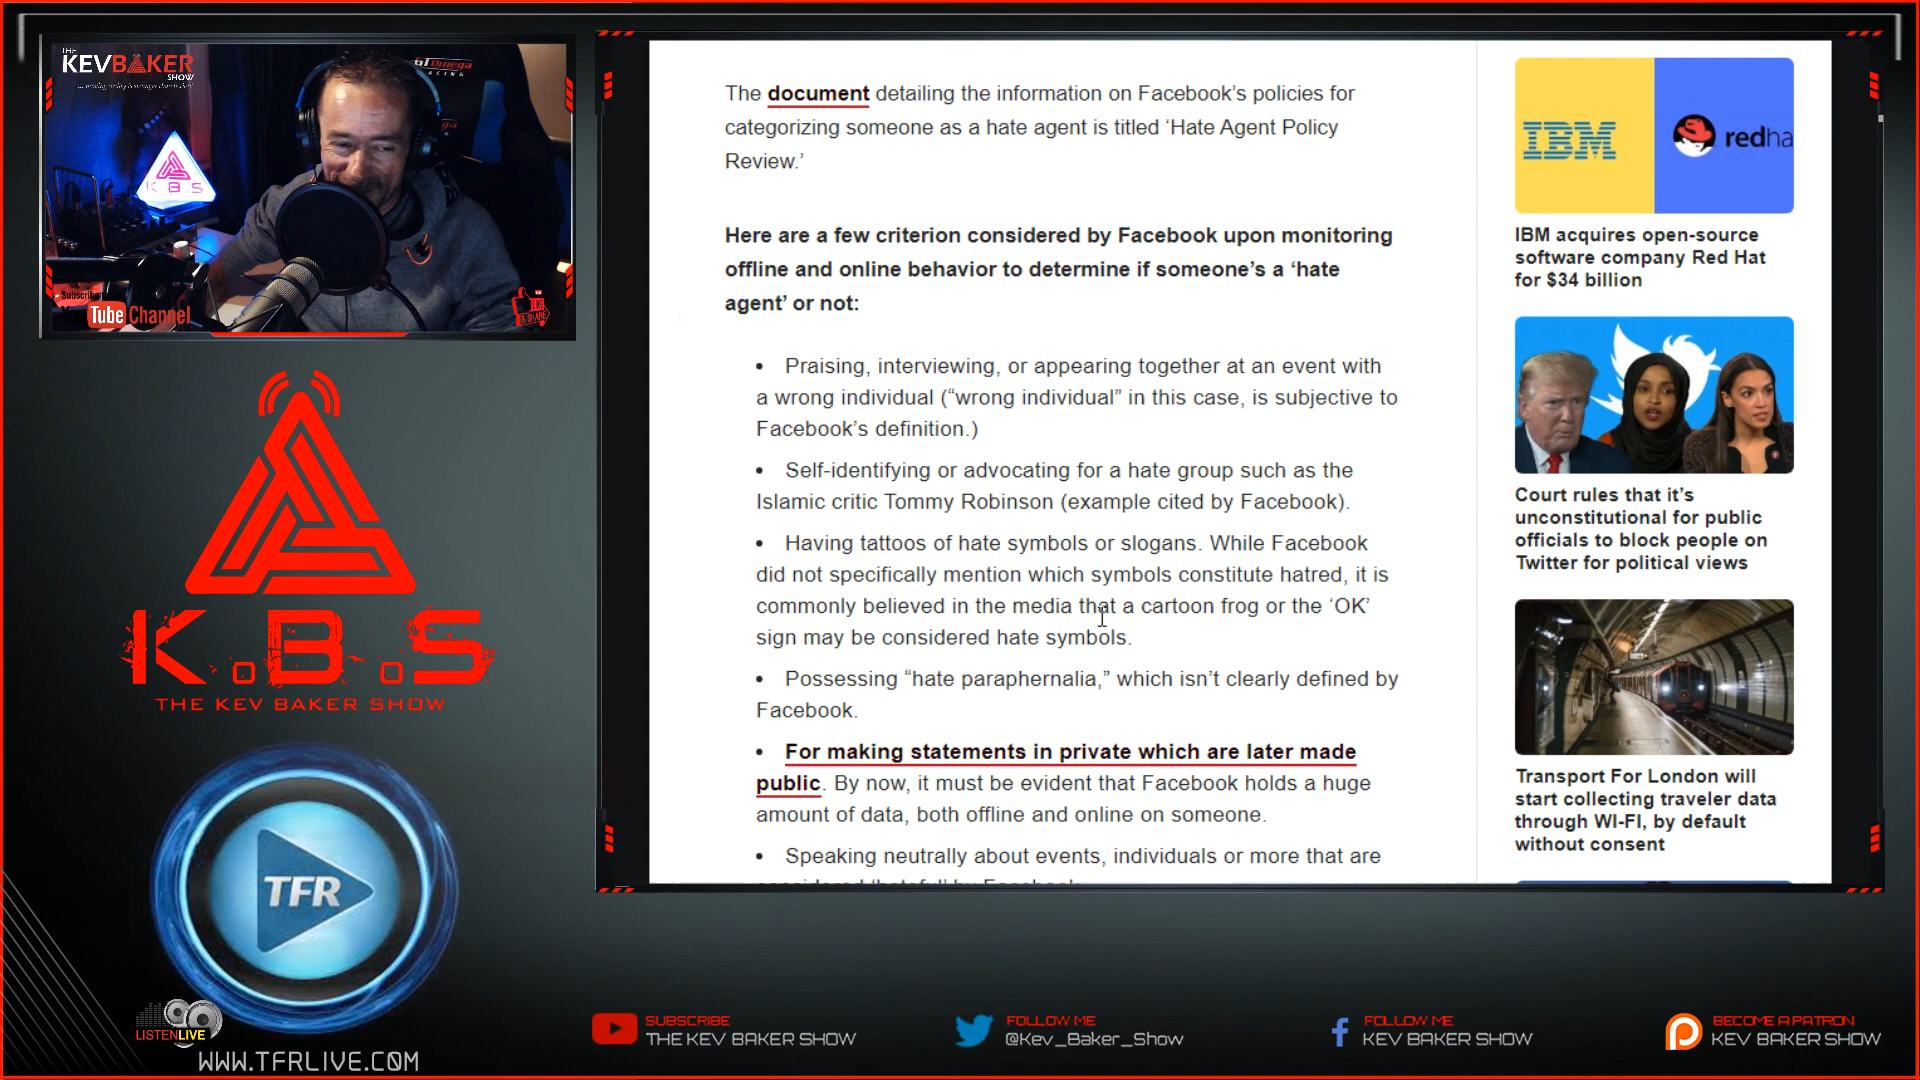 THE
KEVBAKER
SHOW
K.B.S
GT Omega
RACING
Subscribe
YouTube Channel
K.B.S
THE KEV BAKER SHOW
TFR
LISTENLIVE
WWW.TFRLIVE.COM
The document detailing the information on Facebook’s policies for
categorizing someone as a hate agent is titled ‘Hate Agent Policy
Review.’
Here are a few criterion considered by Facebook upon monitoring
offline and online behavior to determine if someone’s a ‘hate
agent’ or not:
• Praising, interviewing, or appearing together at an event with
a wrong individual (“wrong individual” in this case, is subjective to
Facebook’s definition.)
• Self-identifying or advocating for a hate group such as the
Islamic critic Tommy Robinson (example cited by Facebook).
• Having tattoos of hate symbols or slogans. While Facebook
did not specifically mention which symbols constitute hatred, it is
commonly believed in the media that a cartoon frog or the ‘OK’
sign may be considered hate symbols.
• Possessing “hate paraphernalia,” which isn’t clearly defined by
Facebook.
• For making statements in private which are later made
public. By now, it must be evident that Facebook holds a huge
amount of data, both offline and online on someone.
• Speaking neutrally about events, individuals or more that are
considered ‘hateful’ by Facebook
IBM
redha
IBM acquires open-source
software company Red Hat
for $34 billion
Court rules that it’s
unconstitutional for public
officials to block people on
Twitter for political views
Transport For London will
start collecting traveler data
through WI-FI, by default
without consent
SUBSCRIBE
THE KEV BAKER SHOW
FOLLOW ME
@Kev_Baker_Show
FOLLOW ME
KEV BAKER SHOW
BECOME A PATRON
KEV BAKER SHOW